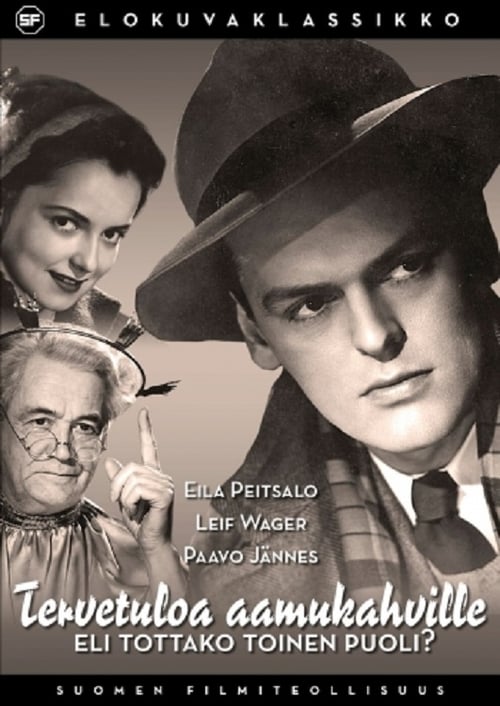 SF ELOKUVAKLASSIKKO
EILA PEITSALO
LEIF WAGER
PAAVO JÄNNES
Tervetuloa aamukahville
ELI TOTTAKO TOINEN PUOLI?
SUOMEN FILMITEOLLISUUS